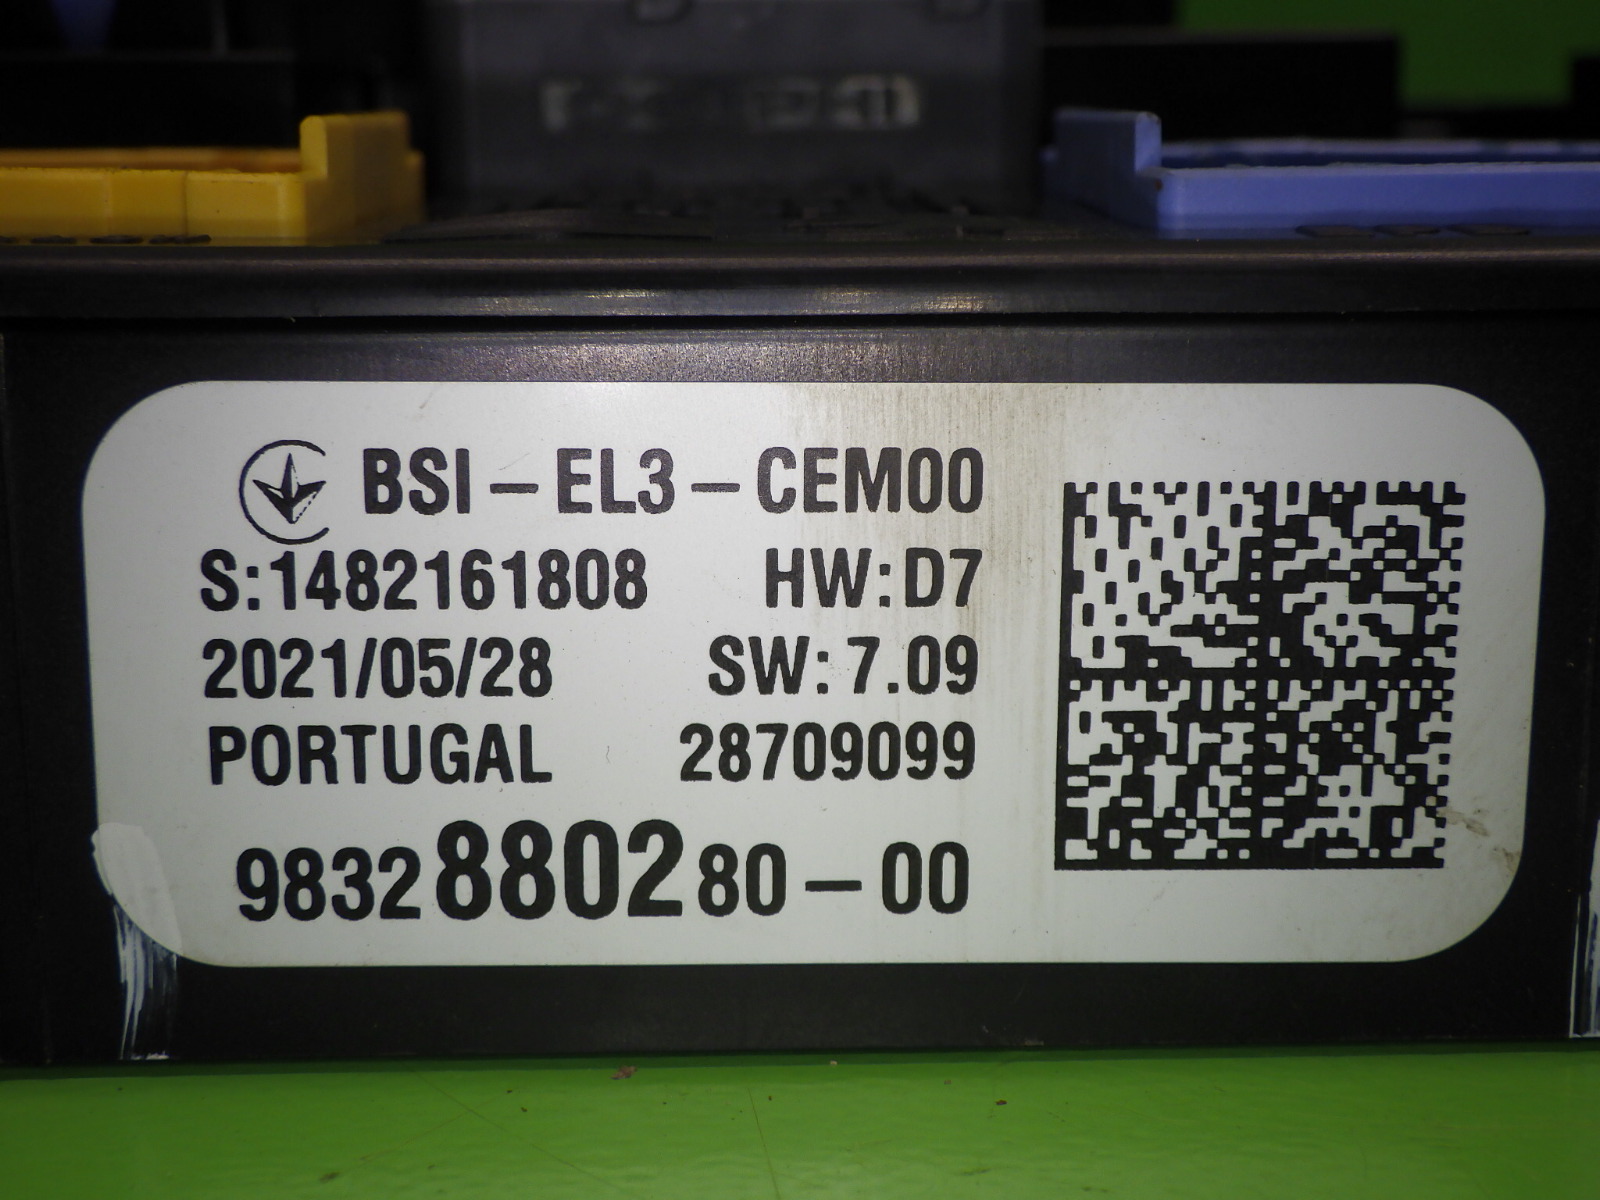 BSI-EL3-CEM00
S:1482161808 HW:D7
2021/05/28 SW:7.09
PORTUGAL 28709099
9832880280-00